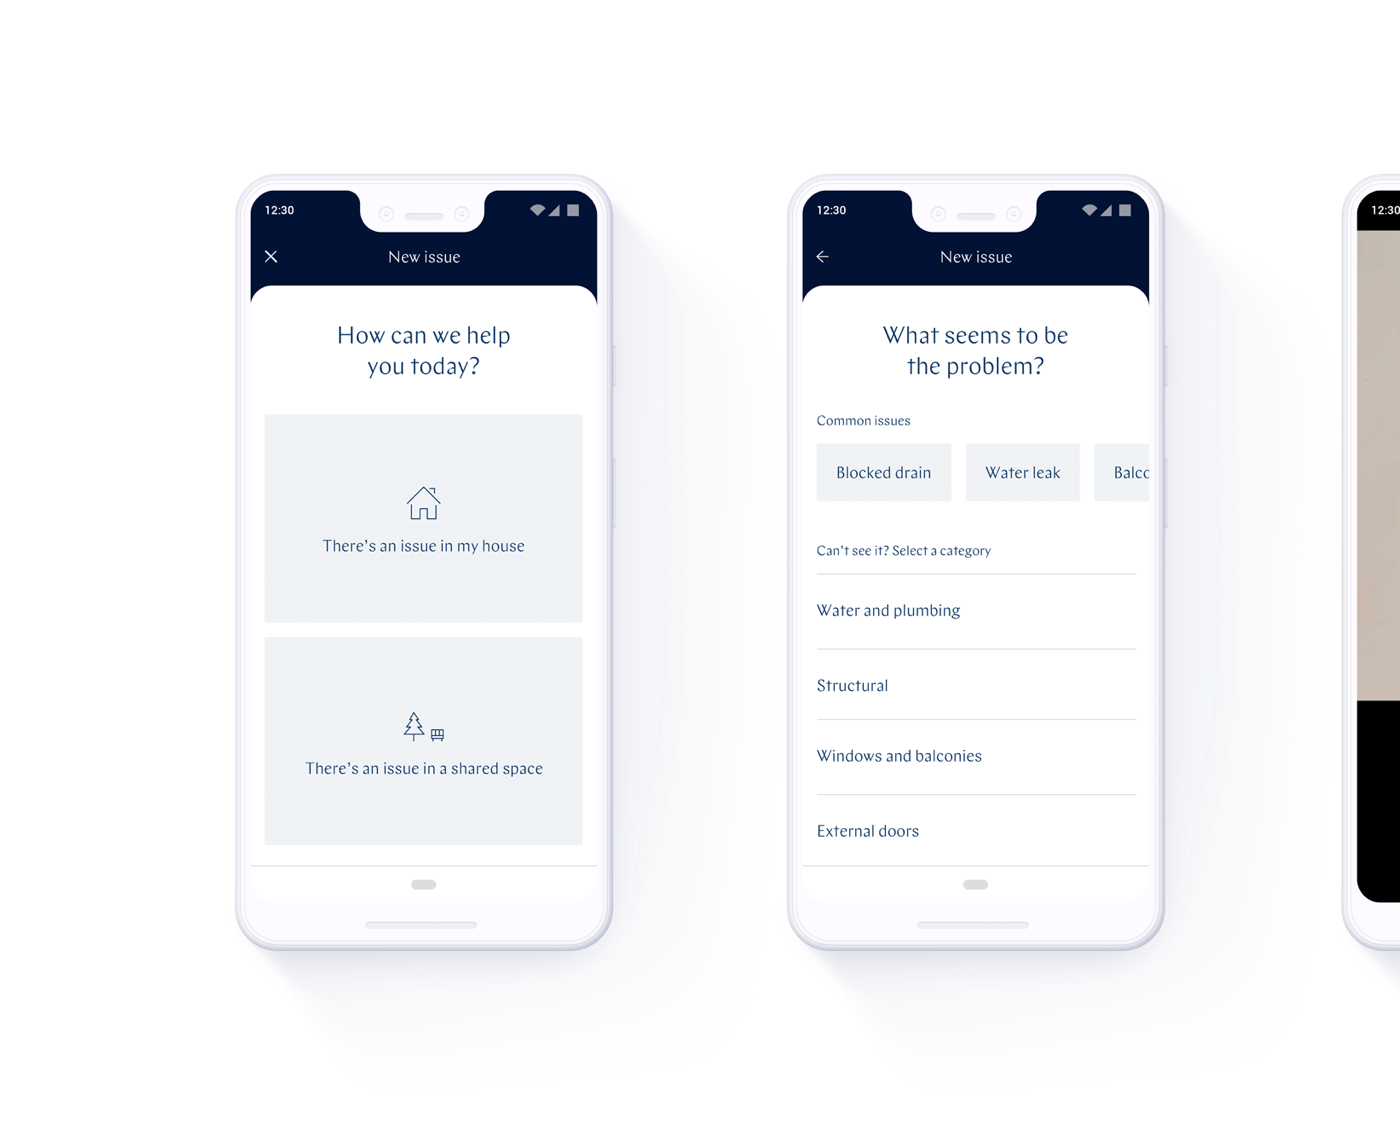 12:30
New issue
How can we help
you today?
There's an issue in my house
There's an issue in a shared space
12:30
New issue
What seems to be
the problem?
Common issues
Blocked drain
Water leak
Balco
Can't see it? Select a category
Water and plumbing
Structural
Windows and balconies
External doors
12:30